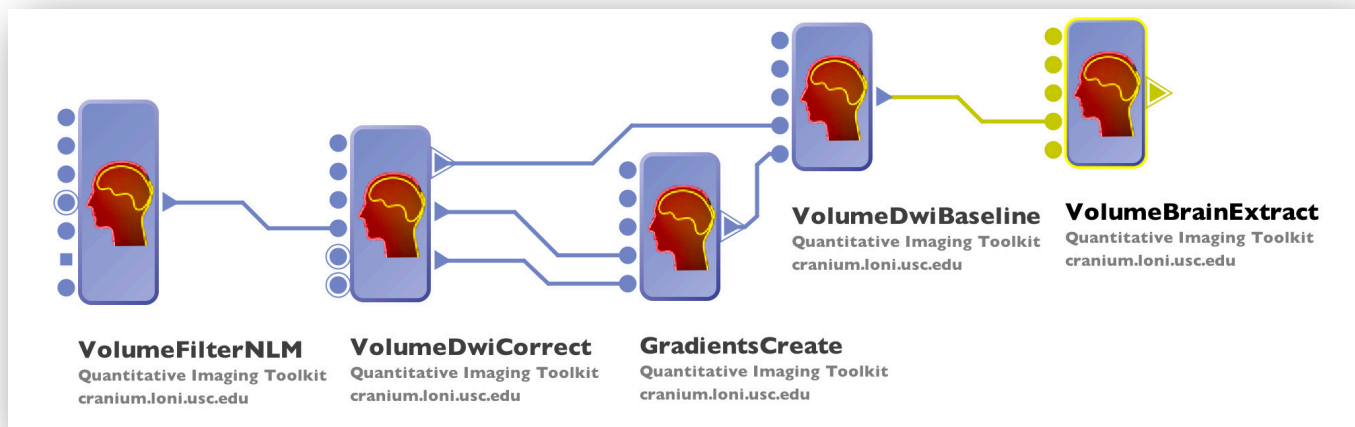 VolumeFilterNLM
Quantitative Imaging Toolkit
cranium.loni.usc.edu
VolumeDwiCorrect
Quantitative Imaging Toolkit
cranium.loni.usc.edu
GradientsCreate
Quantitative Imaging Toolkit
cranium.loni.usc.edu
VolumeDwiBaseline
Quantitative Imaging Toolkit
cranium.loni.usc.edu
VolumeBrainExtract
Quantitative Imaging Toolkit
cranium.loni.usc.edu